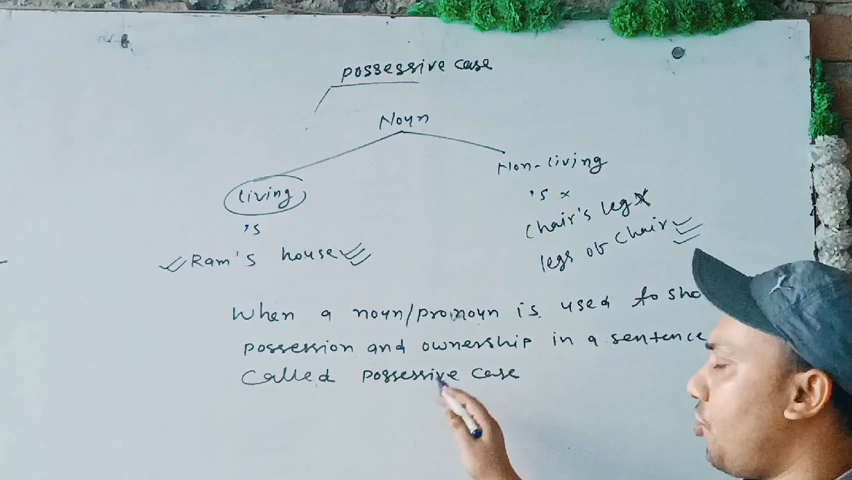 possessive case
Noun
living
Non-living
's
's x
Ram's house
chair's leg
legs of chair
When a noun/pronoun is used to sho
possession and ownership in a sentence
called possessive case